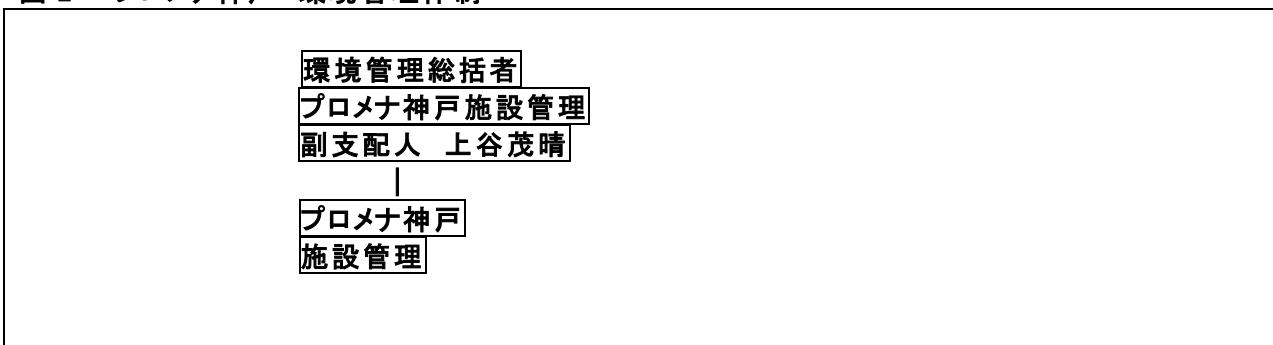 環境管理総括者
プロメナ神戸施設管理
副支配人　上谷茂晴
プロメナ神戸
施設管理